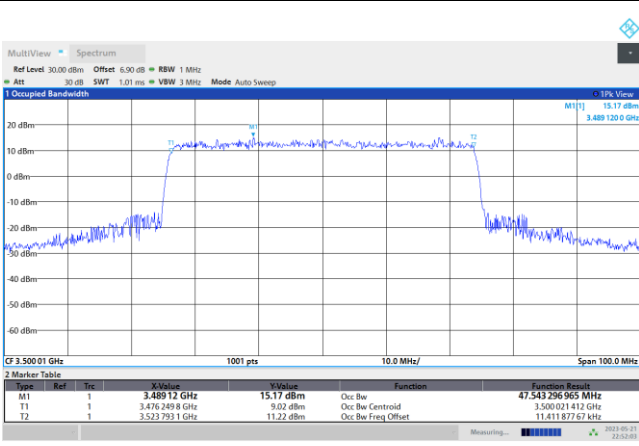 MultiView Spectrum
Ref Level 30.00 dBm Offset 6.90 dB RBW 1 MHz
Att 30 dB SWT 1.01 ms VBW 3 MHz Mode Auto Sweep
1 Occupied Bandwidth 1Pk View
M1[1] 15.17 dBm
3.489 120 0 GHz
20 dBm
T1 M1 T2
10 dBm
0 dBm
-10 dBm
-20 dBm
-30 dBm
-40 dBm
-50 dBm
-60 dBm
CF 3.500 01 GHz 1001 pts 10.0 MHz/ Span 100.0 MHz
2 Marker Table
Type Ref Trc X-Value Y-Value Function Function Result
M1 1 3.489 12 GHz 15.17 dBm Occ Bw 47.543 296 965 MHz
T1 1 3.476 249 8 GHz 9.02 dBm Occ Bw Centroid 3.500 021 412 GHz
T2 1 3.523 793 1 GHz 11.22 dBm Occ Bw Freq Offset 11.411 877 67 kHz
Measuring... 2023-05-21
22:52:03